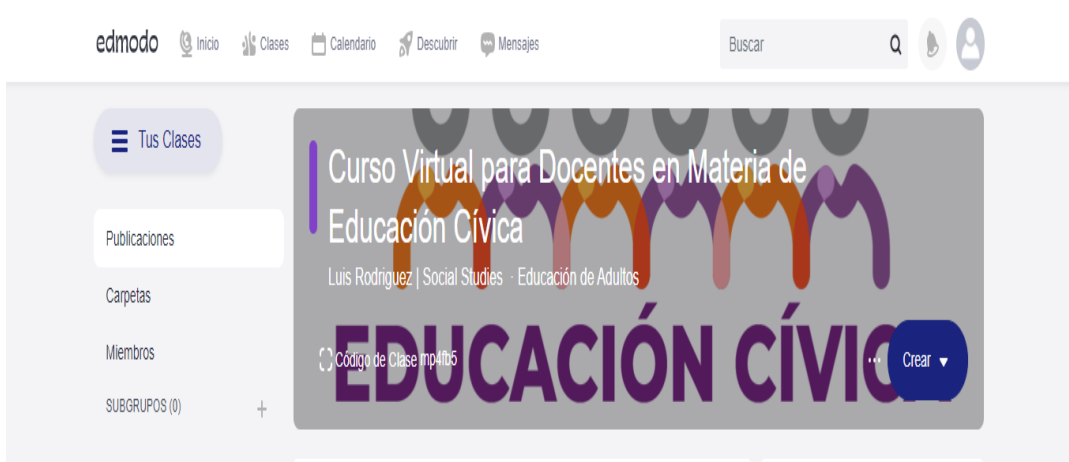 edmodo Inicio Clases Calendario Descubrir Mensajes Buscar
Tus Clases
Publicaciones
Carpetas
Miembros
SUBGRUPOS (0) +
Curso Virtual para Docentes en Materia de
Educación Cívica
Luis Rodriguez | Social Studies · Educación de Adultos
Código de Clase mp4fb5
... Crear
EDUCACIÓN CÍVICA